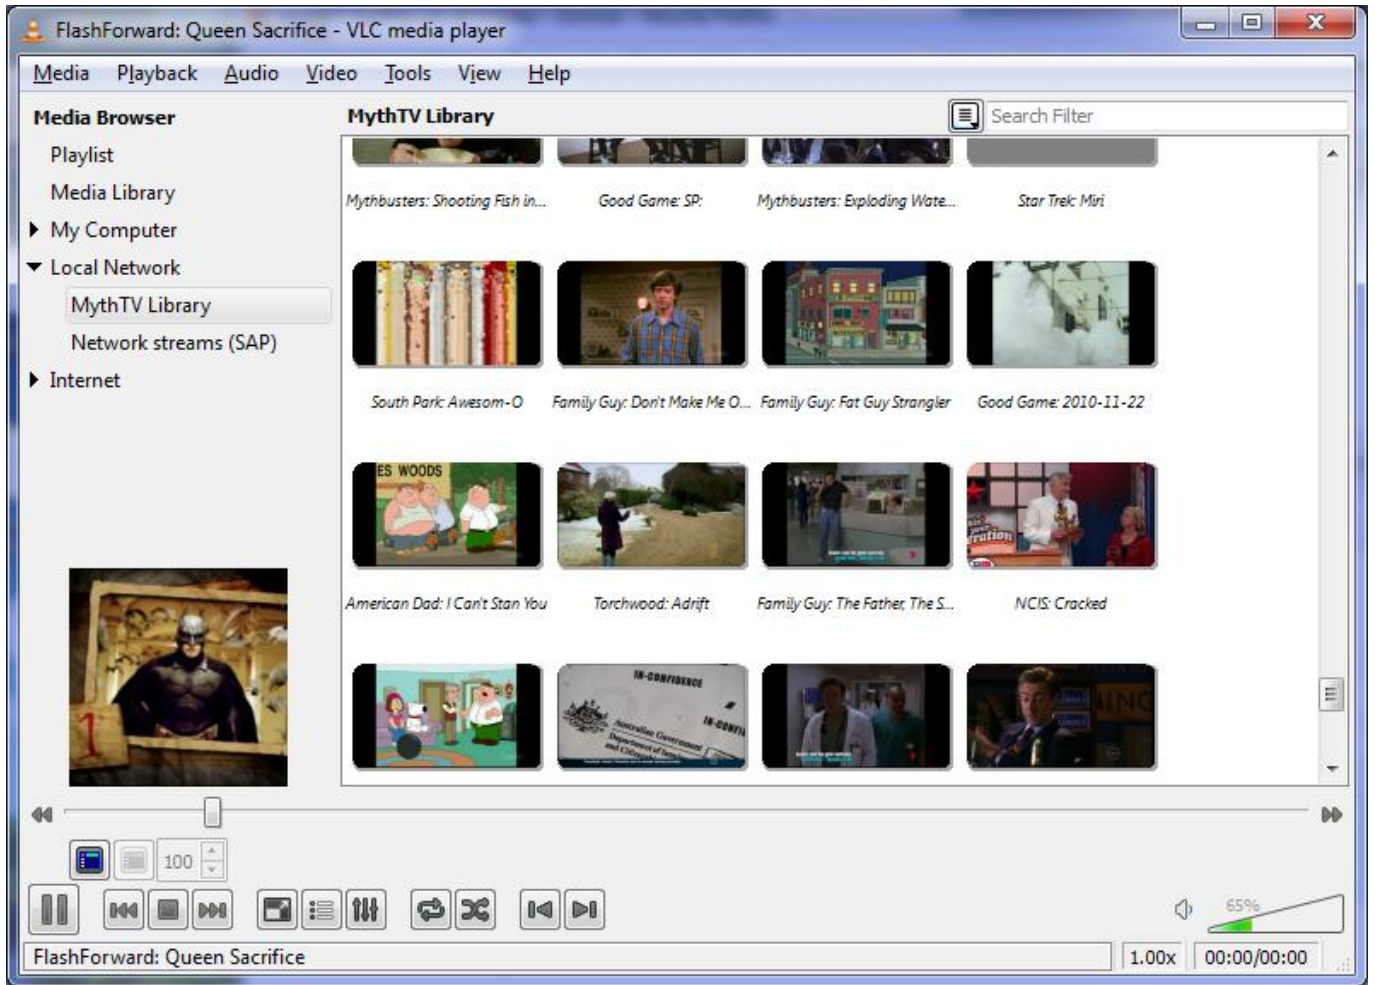 FlashForward: Queen Sacrifice - VLC media player
Media Playback Audio Video Tools View Help
Media Browser
Playlist
Media Library
My Computer
Local Network
MythTV Library
Network streams (SAP)
Internet
MythTV Library
Search Filter
Mythbusters: Shooting Fish in... Good Game: SP: Mythbusters: Exploding Wate... Star Trek: Miri
South Park: Awesom-O Family Guy: Don't Make Me O... Family Guy: Fat Guy Strangler Good Game: 2010-11-22
ES WOODS
American Dad: I Can't Stan You Torchwood: Adrift Family Guy: The Father, The S... NCIS: Cracked
IN-CONFIDENCE
Australian Government
Department of
1
100
65%
FlashForward: Queen Sacrifice 1.00x 00:00/00:00